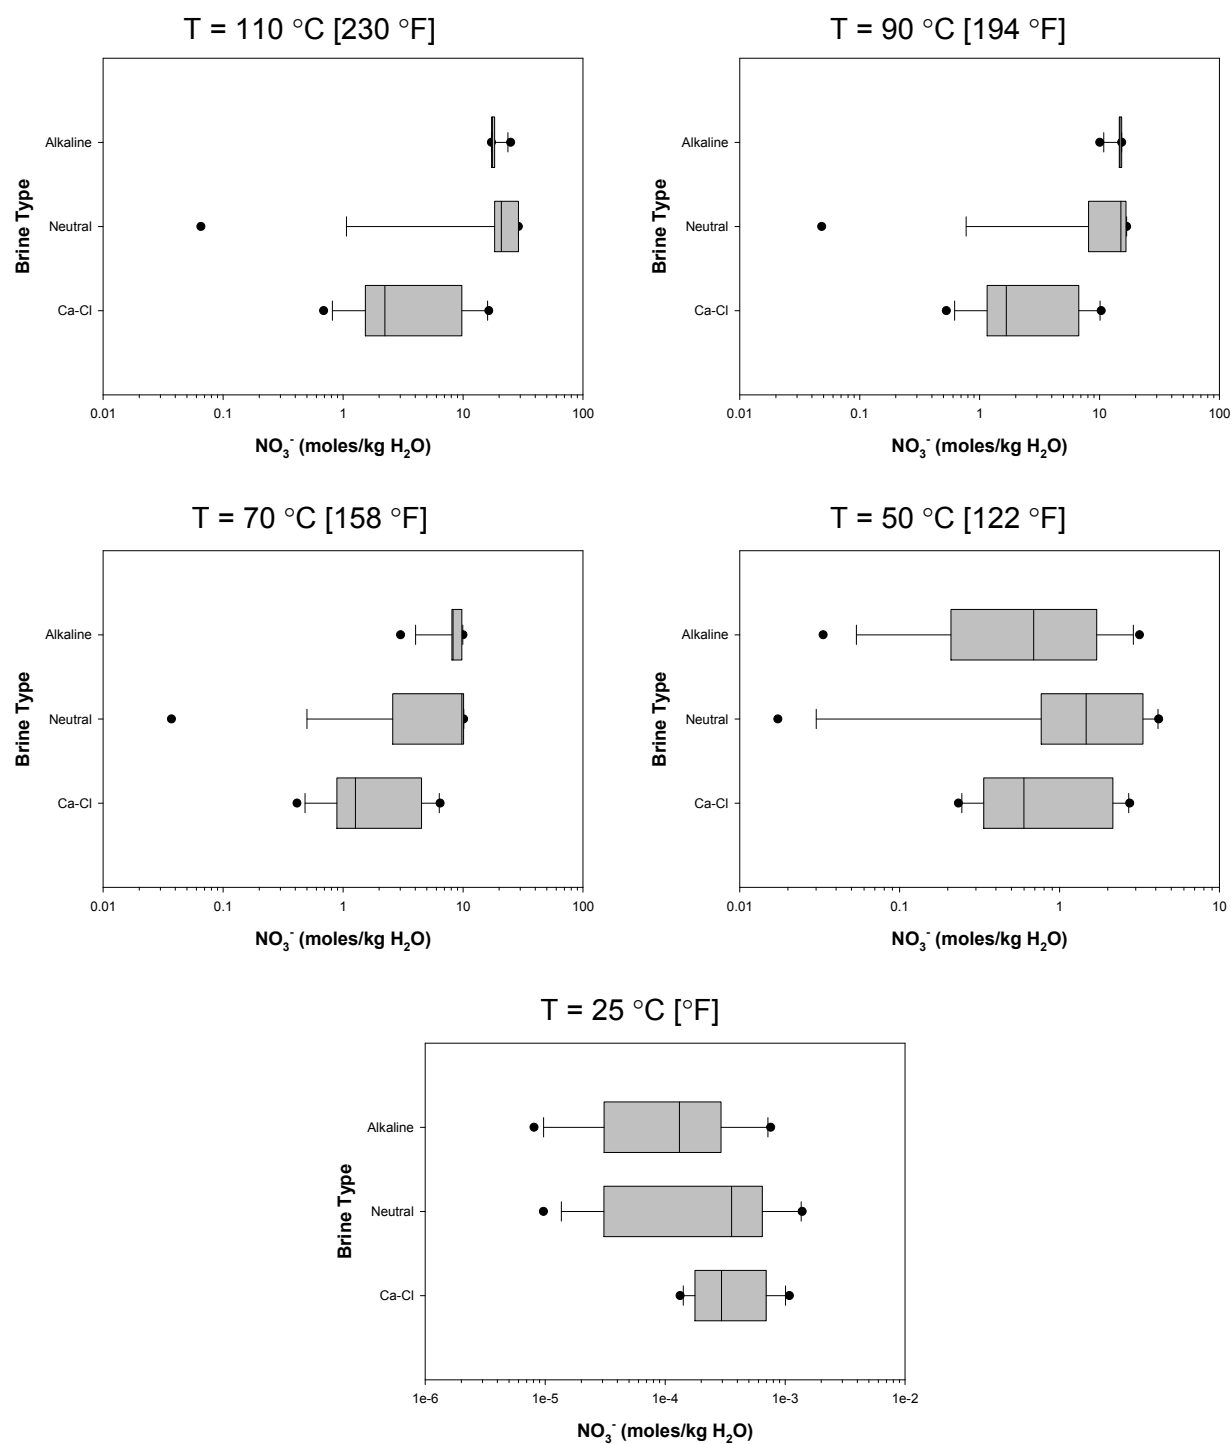 T = 110 °C [230 °F]
Alkaline
Neutral
Ca-Cl
Brine Type
0.01 0.1 1 10 100
NO₃⁻ (moles/kg H₂O)
T = 90 °C [194 °F]
Alkaline
Neutral
Ca-Cl
Brine Type
0.01 0.1 1 10 100
NO₃⁻ (moles/kg H₂O)
T = 70 °C [158 °F]
Alkaline
Neutral
Ca-Cl
Brine Type
0.01 0.1 1 10 100
NO₃⁻ (moles/kg H₂O)
T = 50 °C [122 °F]
Alkaline
Neutral
Ca-Cl
Brine Type
0.01 0.1 1 10
NO₃⁻ (moles/kg H₂O)
T = 25 °C [°F]
Alkaline
Neutral
Ca-Cl
Brine Type
1e-6 1e-5 1e-4 1e-3 1e-2
NO₃⁻ (moles/kg H₂O)